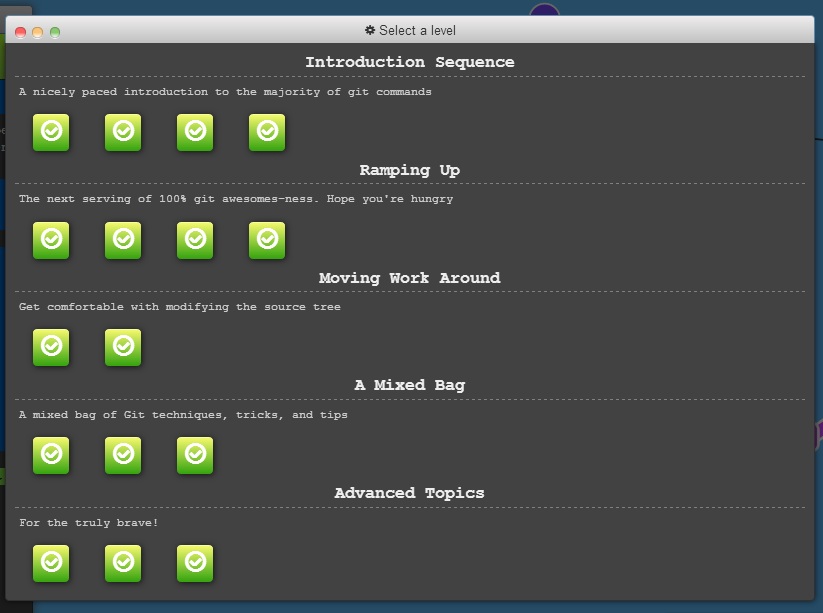 Select a level
Introduction Sequence
A nicely paced introduction to the majority of git commands
Ramping Up
The next serving of 100% git awesomes-ness. Hope you're hungry
Moving Work Around
Get comfortable with modifying the source tree
A Mixed Bag
A mixed bag of Git techniques, tricks, and tips
Advanced Topics
For the truly brave!